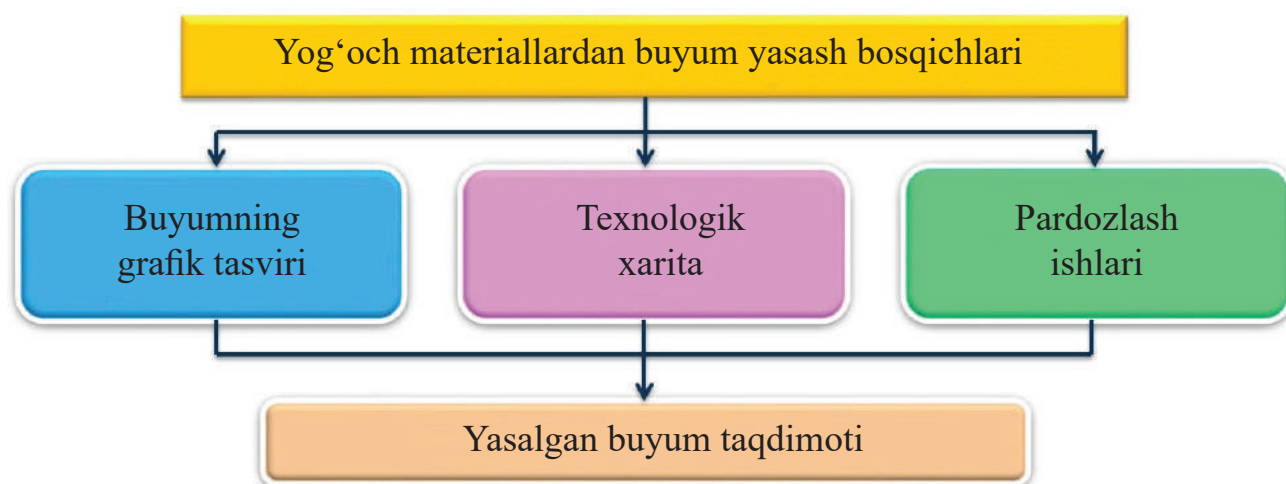 Yog‘och materiallardan buyum yasash bosqichlari
Buyumning
grafik tasviri
Texnologik
xarita
Pardozlash
ishlari
Yasalgan buyum taqdimoti